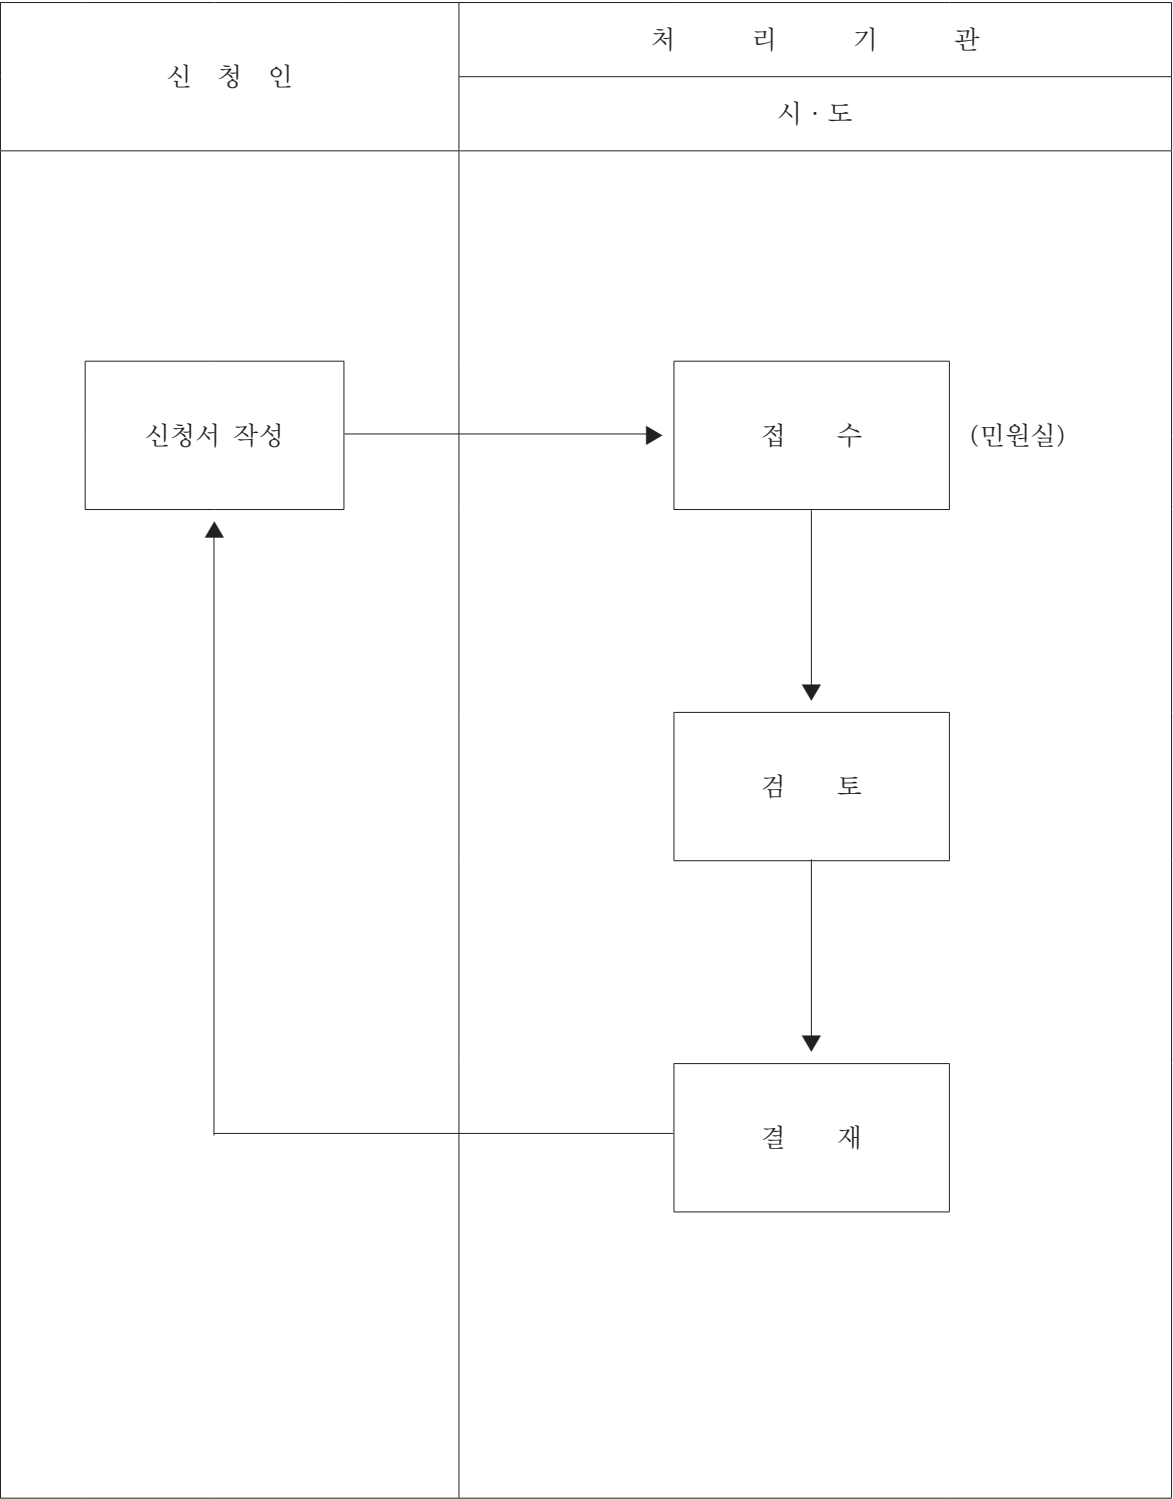 처 리 기 관
신 청 인
시 · 도
신청서 작성
접 수
(민원실)
검 토
결 재